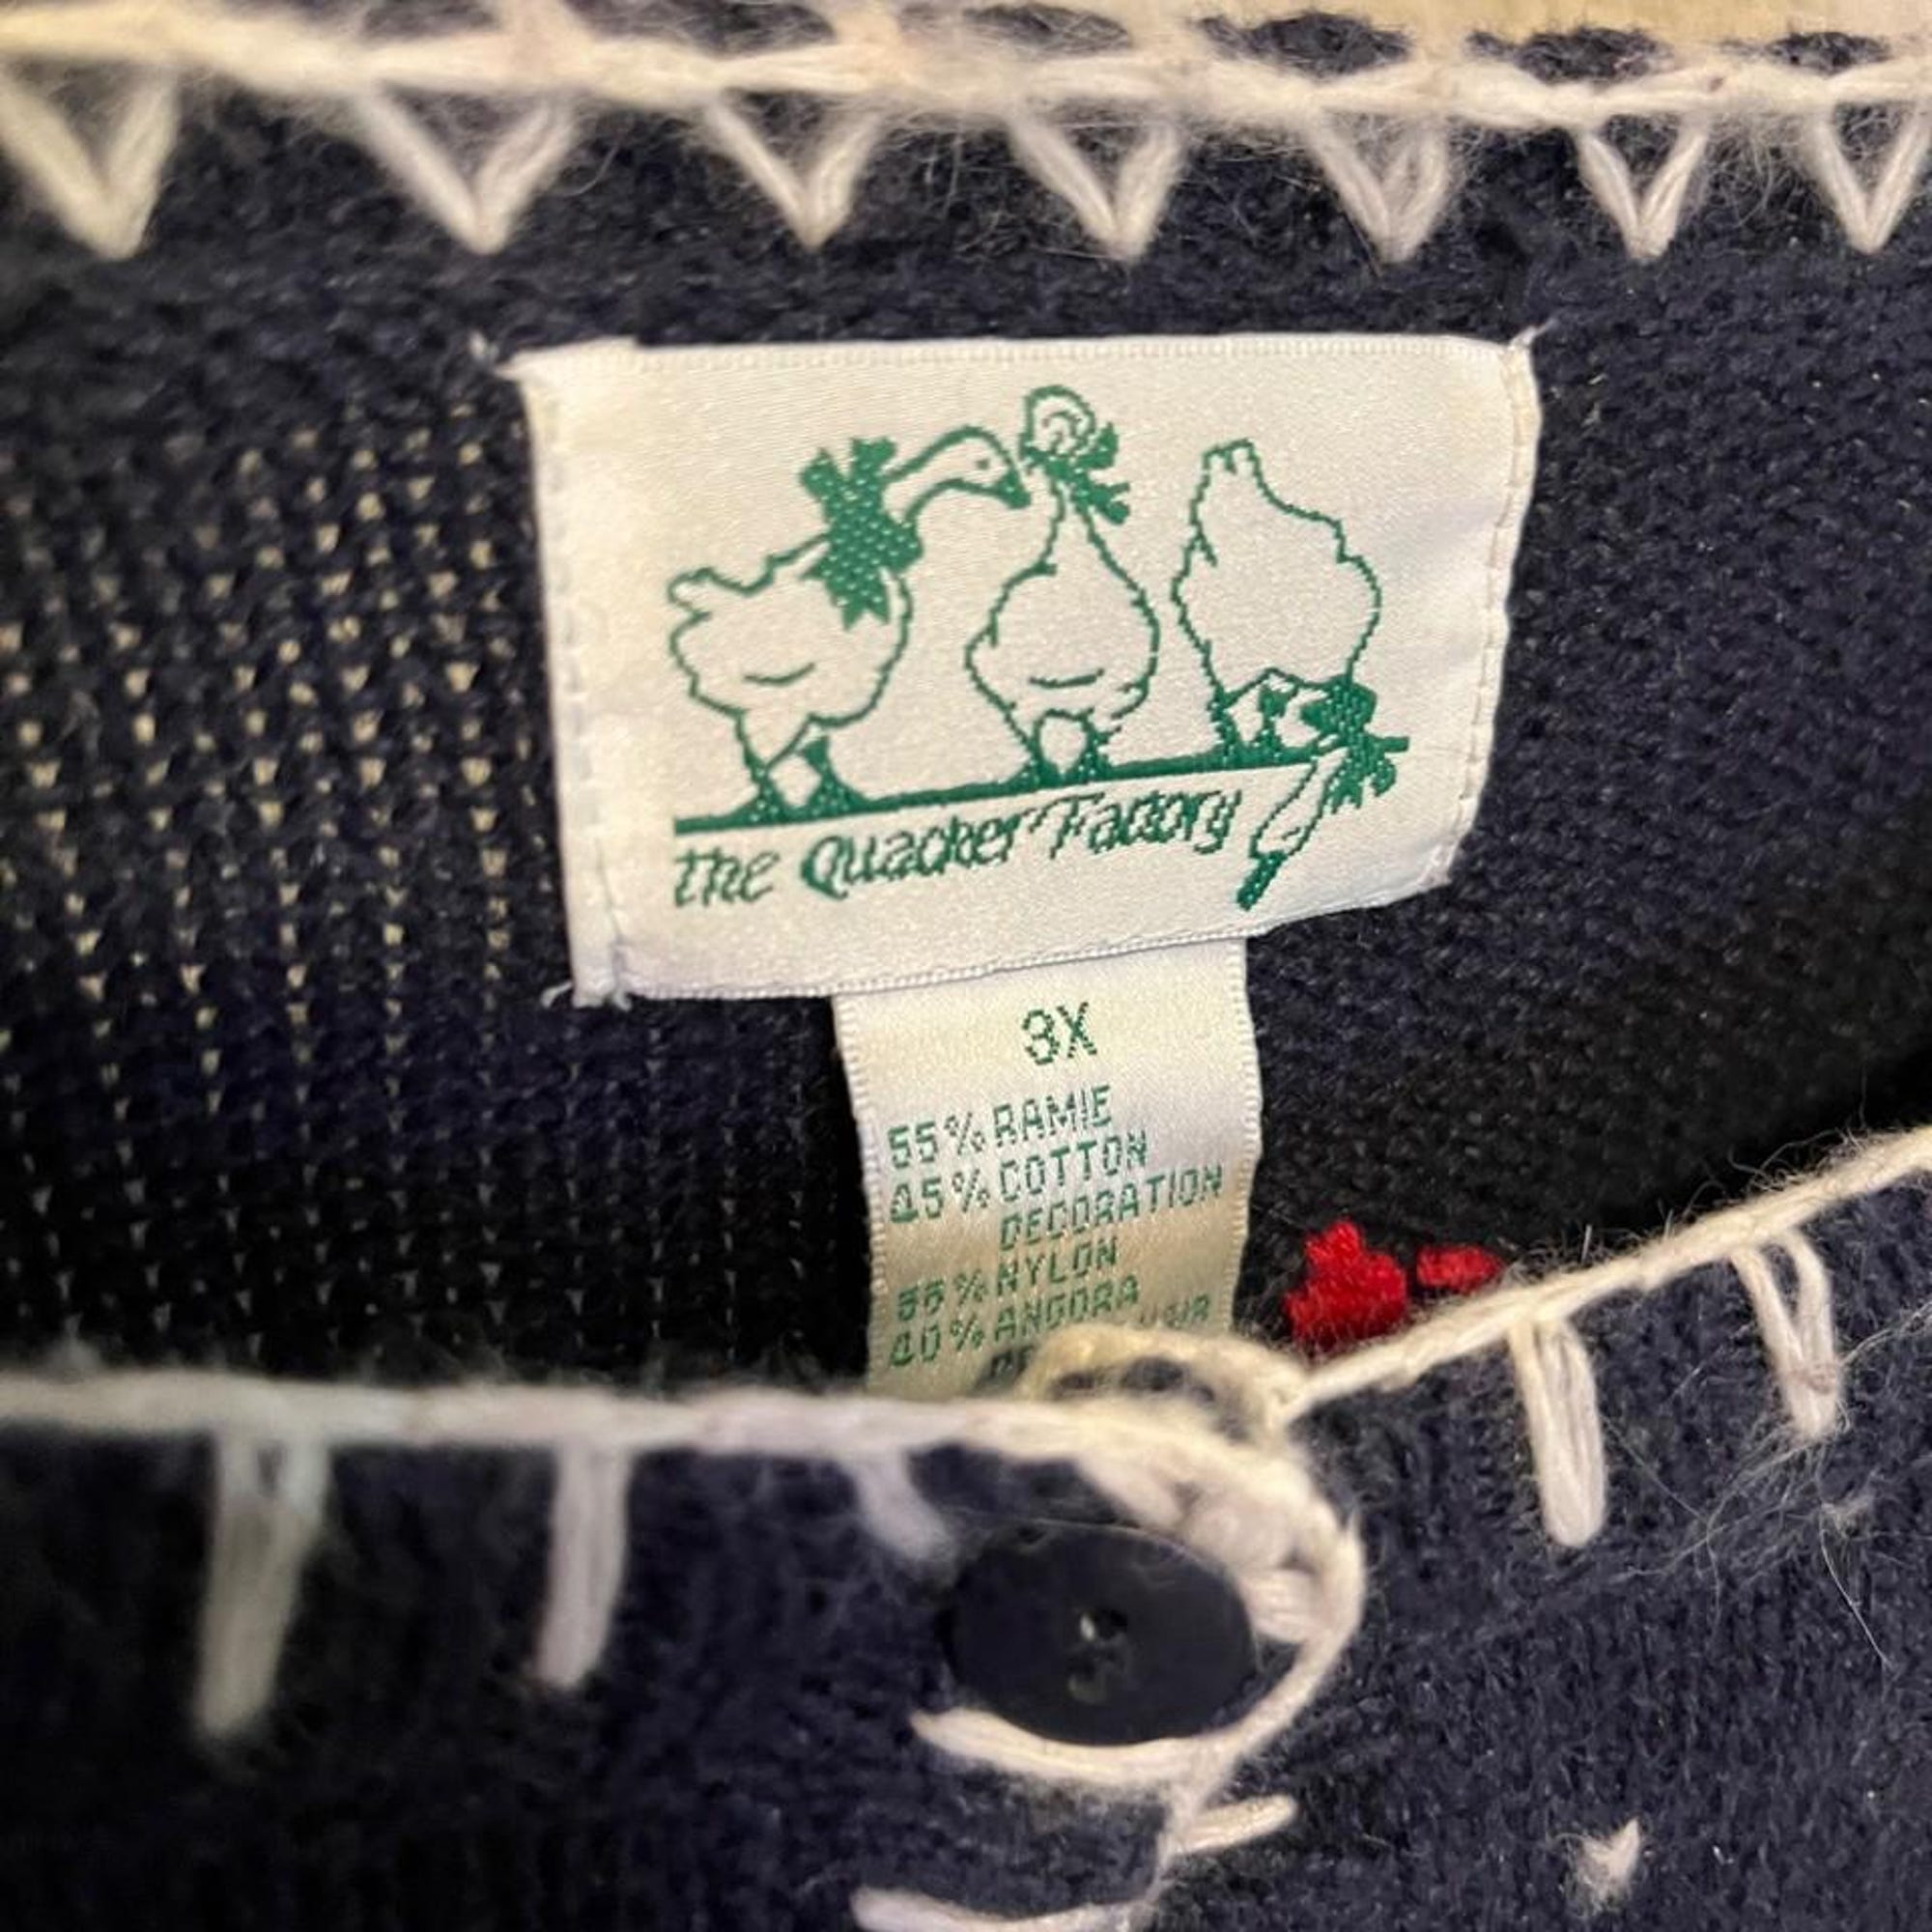 The Quacker Factory
3X
55% RAMIE
45% COTTON
DECORATION
55% NYLON
40% ANGORA